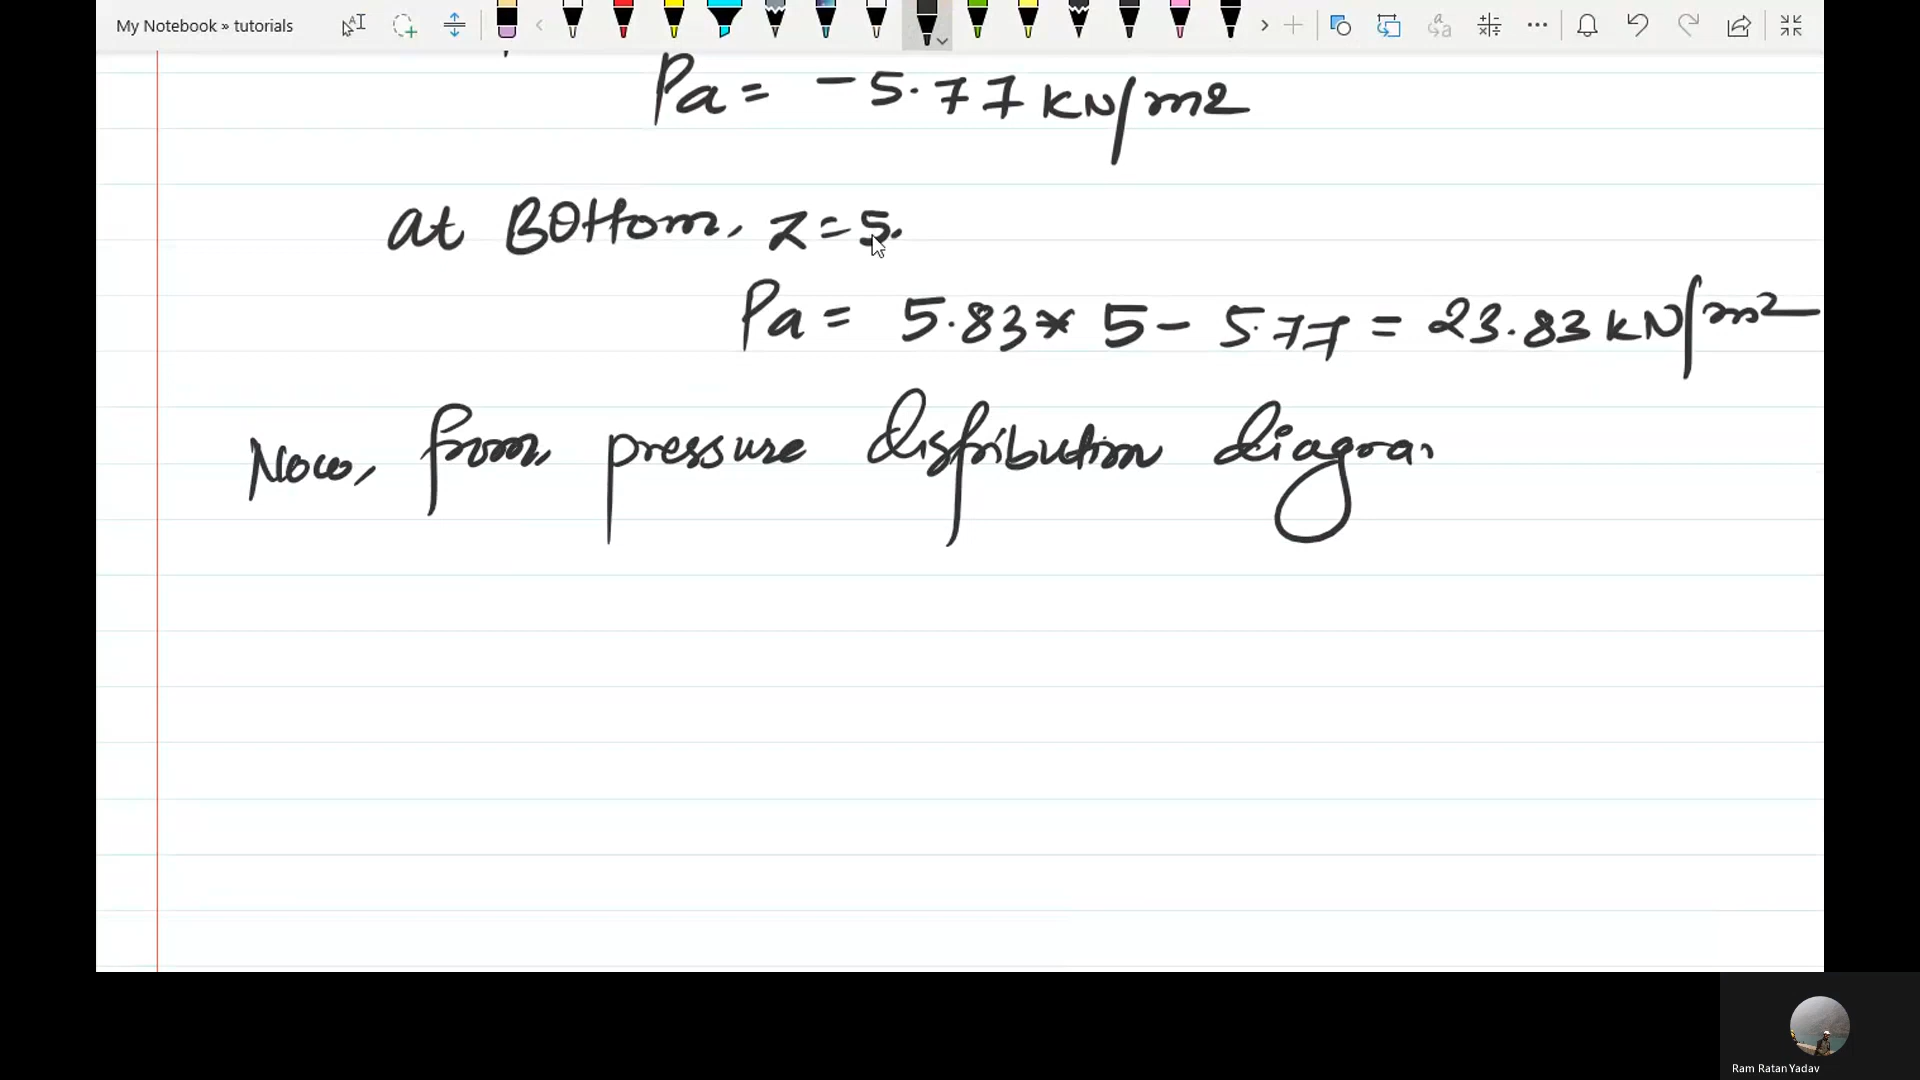 My Notebook » tutorials
Pa = -5.77 KN/m2
at Bottom, z=5.
Pa = 5.83* 5- 5.77 = 23.83 KN/m2
Now, from, pressure distribution diagra
Ram Ratan Yadav